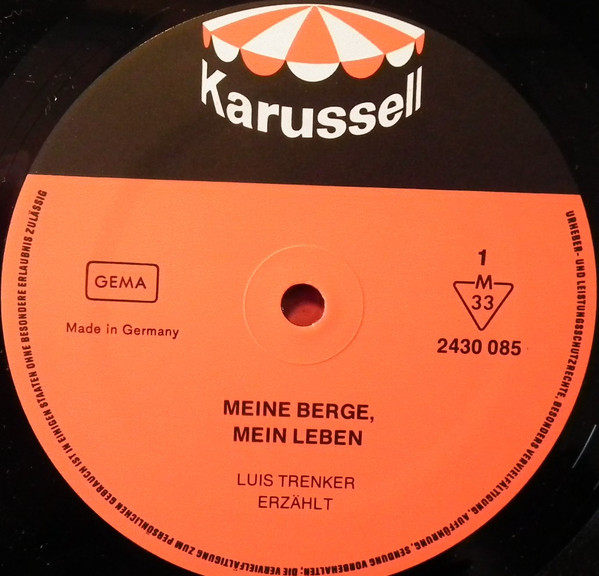 Karussell
GEMA
Made in Germany
1
M
33
2430 085
MEINE BERGE,
MEIN LEBEN
LUIS TRENKER
ERZÄHLT
URHEBER- UND LEISTUNGSSCHUTZRECHTE, BESONDERS VERVIELFÄLTIGUNG, AUFFÜHRUNG, SENDUNG VORBEHALTEN; DIE VERVIELFÄLTIGUNG ZUM PERSÖNLICHEN GEBRAUCH IST IN EINIGEN STAATEN OHNE BESONDERE ERLAUBNIS ZULÄSSIG